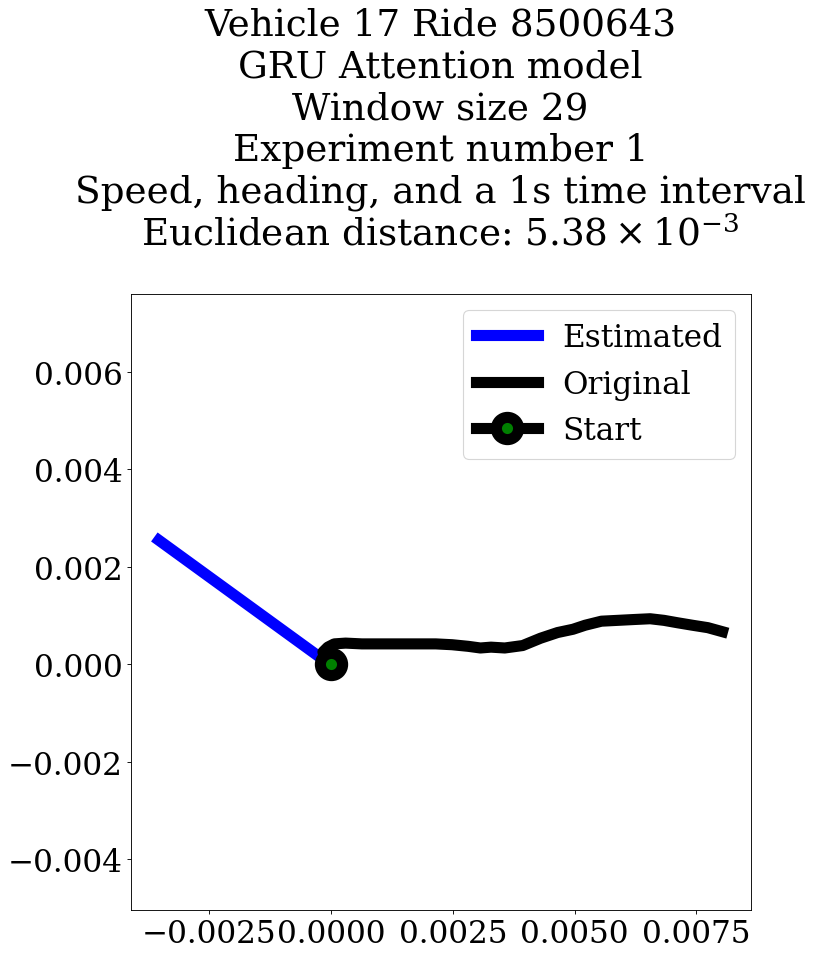 Vehicle 17 Ride 8500643
GRU Attention model
Window size 29
Experiment number 1
Speed, heading, and a 1s time interval
Euclidean distance: 5.38 × 10⁻³
Estimated
Original
Start
0.006
0.004
0.002
0.000
−0.002
−0.004
−0.0025 0.0000 0.0025 0.0050 0.0075